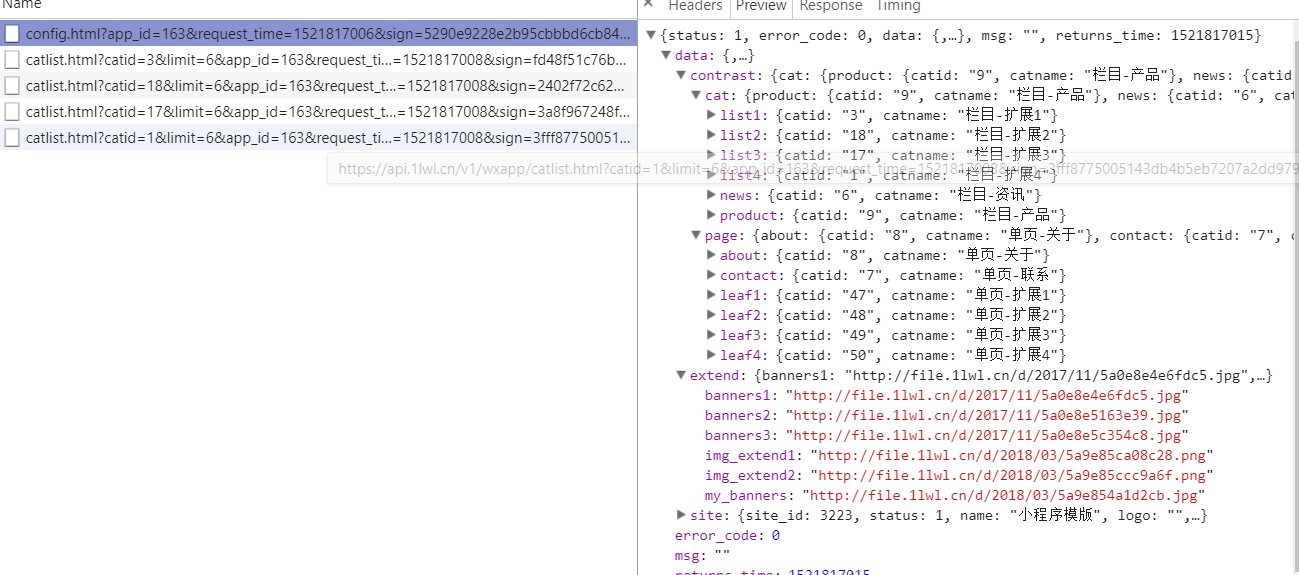 Name
config.html?app_id=163&request_time=1521817006&sign=5290e9228e2b95cbbbd6cb84...
catlist.html?catid=3&limit=6&app_id=163&request_ti...=1521817008&sign=fd48f51c76b...
catlist.html?catid=18&limit=6&app_id=163&request_t...=1521817008&sign=2402f72c62...
catlist.html?catid=17&limit=6&app_id=163&request_t...=1521817008&sign=3a8f967248f...
catlist.html?catid=1&limit=6&app_id=163&request_ti...=1521817008&sign=3fff87750051...
https://api.1lwl.cn/v1/wxapp/catlist.html?catid=1&limit=6&app_id=163&request_time=1521817008&sign=3fff8775005143db4b5eb7207a2dd979
× Headers Preview Response Timing
▼{status: 1, error_code: 0, data: {,…}, msg: "", returns_time: 1521817015}
▼data: {,…}
▼contrast: {cat: {product: {catid: "9", catname: "栏目-产品"}, news: {catid
▼cat: {product: {catid: "9", catname: "栏目-产品"}, news: {catid: "6", cat
▶list1: {catid: "3", catname: "栏目-扩展1"}
▶list2: {catid: "18", catname: "栏目-扩展2"}
▶list3: {catid: "17", catname: "栏目-扩展3"}
▶list4: {catid: "1", catname: "栏目-扩展4"}
▶news: {catid: "6", catname: "栏目-资讯"}
▶product: {catid: "9", catname: "栏目-产品"}
▼page: {about: {catid: "8", catname: "单页-关于"}, contact: {catid: "7", c
▶about: {catid: "8", catname: "单页-关于"}
▶contact: {catid: "7", catname: "单页-联系"}
▶leaf1: {catid: "47", catname: "单页-扩展1"}
▶leaf2: {catid: "48", catname: "单页-扩展2"}
▶leaf3: {catid: "49", catname: "单页-扩展3"}
▶leaf4: {catid: "50", catname: "单页-扩展4"}
▼extend: {banners1: "http://file.1lwl.cn/d/2017/11/5a0e8e4e6fdc5.jpg",…}
banners1: "http://file.1lwl.cn/d/2017/11/5a0e8e4e6fdc5.jpg"
banners2: "http://file.1lwl.cn/d/2017/11/5a0e8e5163e39.jpg"
banners3: "http://file.1lwl.cn/d/2017/11/5a0e8e5c354c8.jpg"
img_extend1: "http://file.1lwl.cn/d/2018/03/5a9e85ca08c28.png"
img_extend2: "http://file.1lwl.cn/d/2018/03/5a9e85ccc9a6f.png"
my_banners: "http://file.1lwl.cn/d/2018/03/5a9e854a1d2cb.jpg"
▶site: {site_id: 3223, status: 1, name: "小程序模版", logo: "",…}
error_code: 0
msg: ""
returns_time: 1521817015